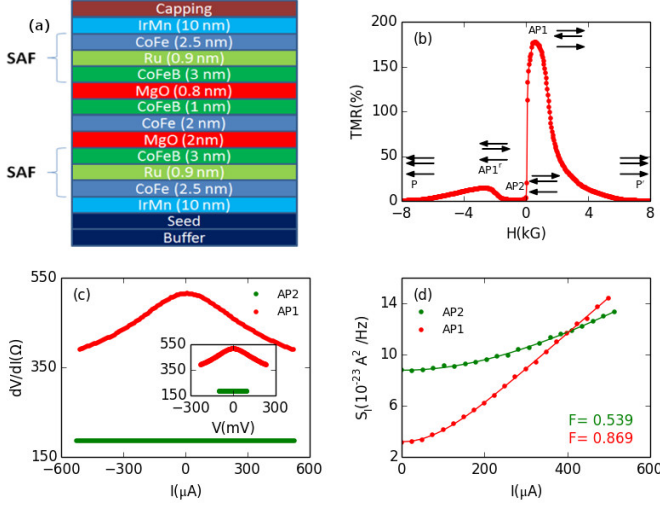 (a)
Capping
IrMn (10 nm)
CoFe (2.5 nm)
Ru (0.9 nm)
CoFeB (3 nm)
MgO (0.8 nm)
CoFeB (1 nm)
CoFe (2 nm)
MgO (2nm)
CoFeB (3 nm)
Ru (0.9 nm)
CoFe (2.5 nm)
IrMn (10 nm)
Seed
Buffer
SAF
SAF
(b)
TMR(%)
200
150
100
50
0
AP1
AP1r
AP2
P
P'
−8
−4
0
4
8
H(kG)
(c)
AP2
AP1
dV/dI(Ω)
550
450
350
250
150
550
350
150
−300
0
300
V(mV)
−600
−300
0
300
600
I(μA)
(d)
AP2
AP1
SI(10-23 A2 /Hz)
14
10
6
2
F= 0.539
F= 0.869
0
200
400
600
I(μA)